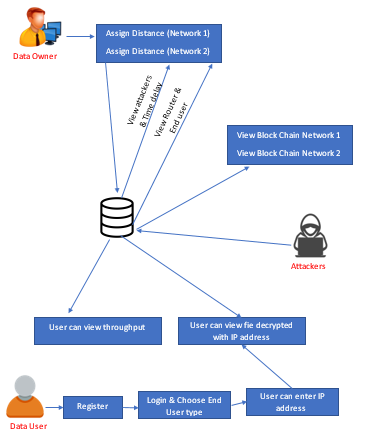 Assign Distance (Network 1)
Assign Distance (Network 2)
Data Owner
View attackers
& Time delay
View Router &
End user
View Block Chain Network 1
View Block Chain Network 2
Attackers
User can view throughput
User can view fie decrypted
with IP address
Data User
Register
Login & Choose End
User type
User can enter IP
address